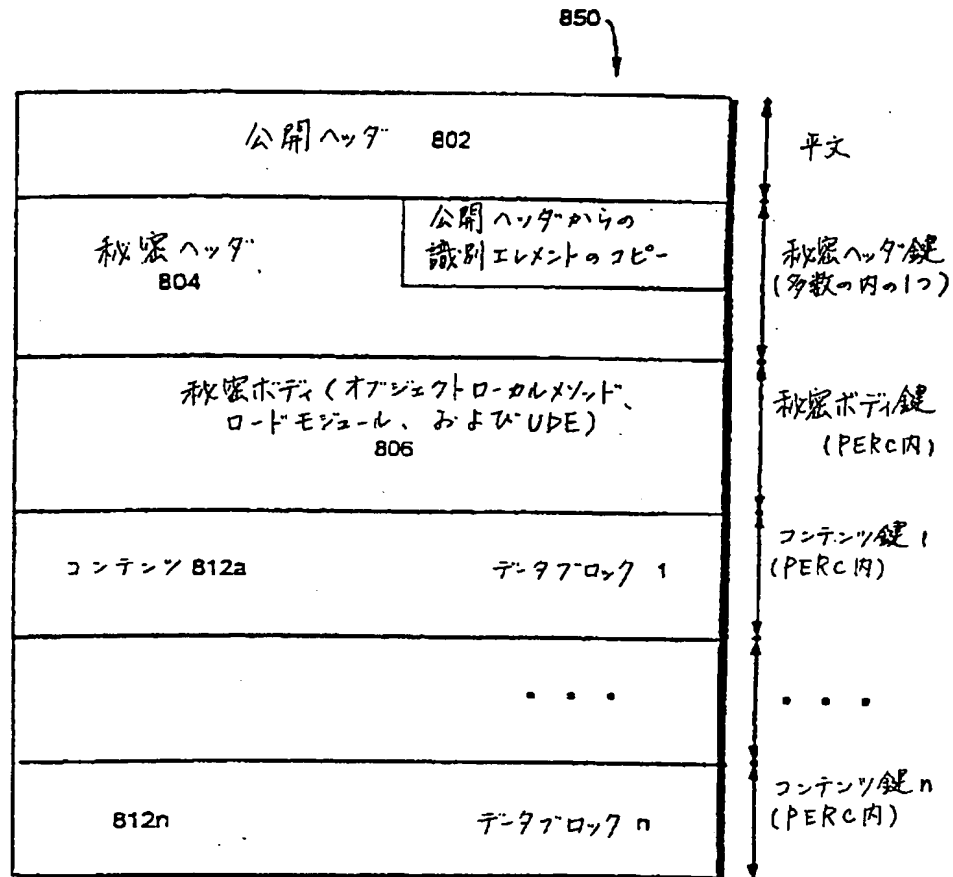 850
公開ヘッダ 802
平文
秘密ヘッダ
804
公開ヘッダからの
識別エレメントのコピー
秘密ヘッダ鍵
(多数の内の1つ)
秘密ボディ(オブジェクトローカルメソッド、
ロードモジュール、およびUDE)
806
秘密ボディ鍵
(PERC内)
コンテンツ 812a データブロック 1
コンテンツ鍵 1
(PERC内)
・・・
・・・
812n データブロック n
コンテンツ鍵 n
(PERC内)